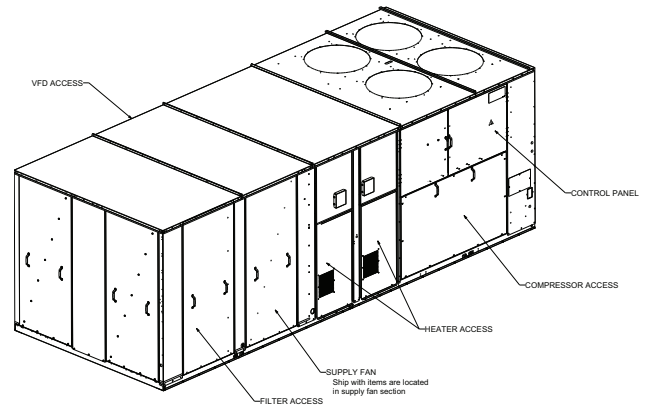 VFD ACCESS
CONTROL PANEL
COMPRESSOR ACCESS
HEATER ACCESS
SUPPLY FAN
Ship with items are located
in supply fan section
FILTER ACCESS